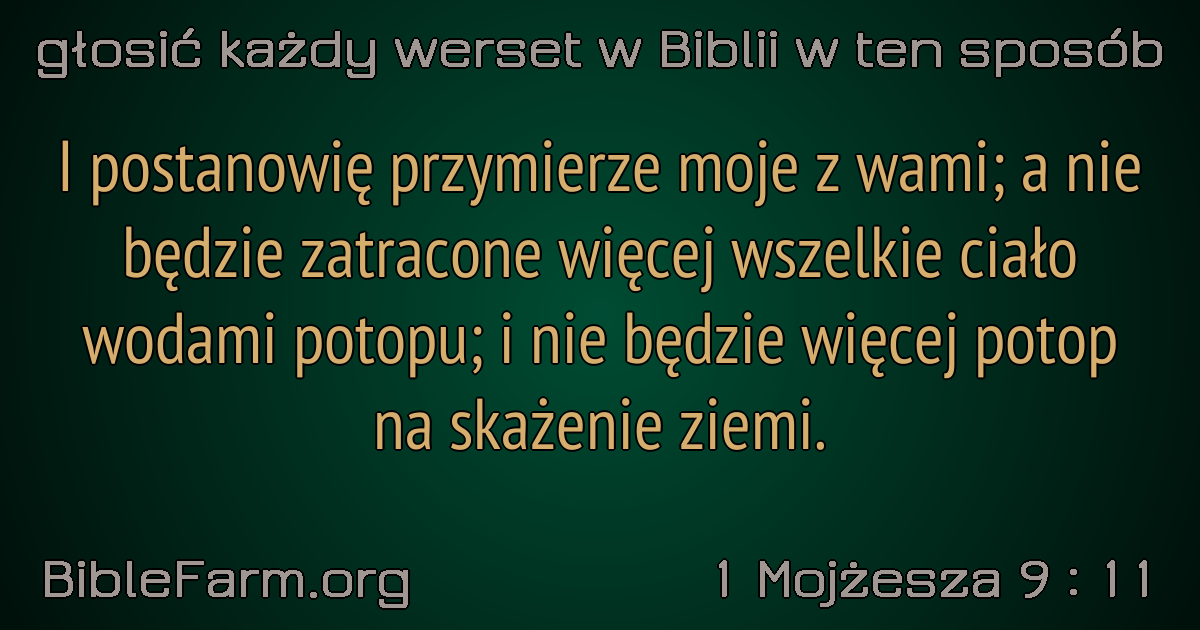 głosić każdy werset w Biblii w ten sposób
I postanowię przymierze moje z wami; a nie
będzie zatracone więcej wszelkie ciało
wodami potopu; i nie będzie więcej potop
na skażenie ziemi.
BibleFarm.org
1 Mojżesza 9 : 11